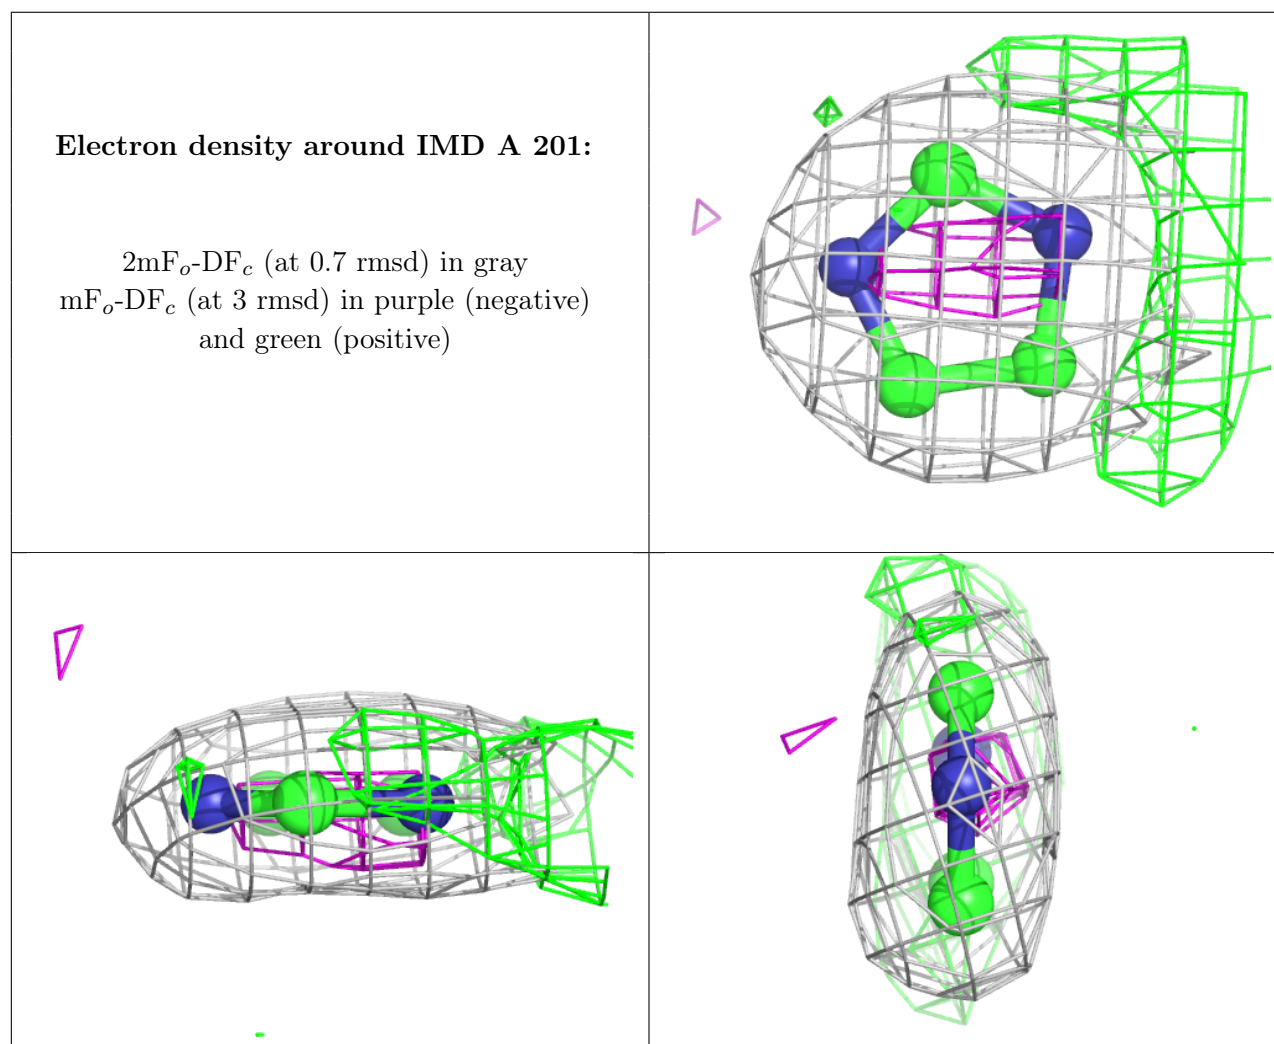 Electron density around IMD A 201:
2mFo-DFc (at 0.7 rmsd) in gray
mFo-DFc (at 3 rmsd) in purple (negative)
and green (positive)